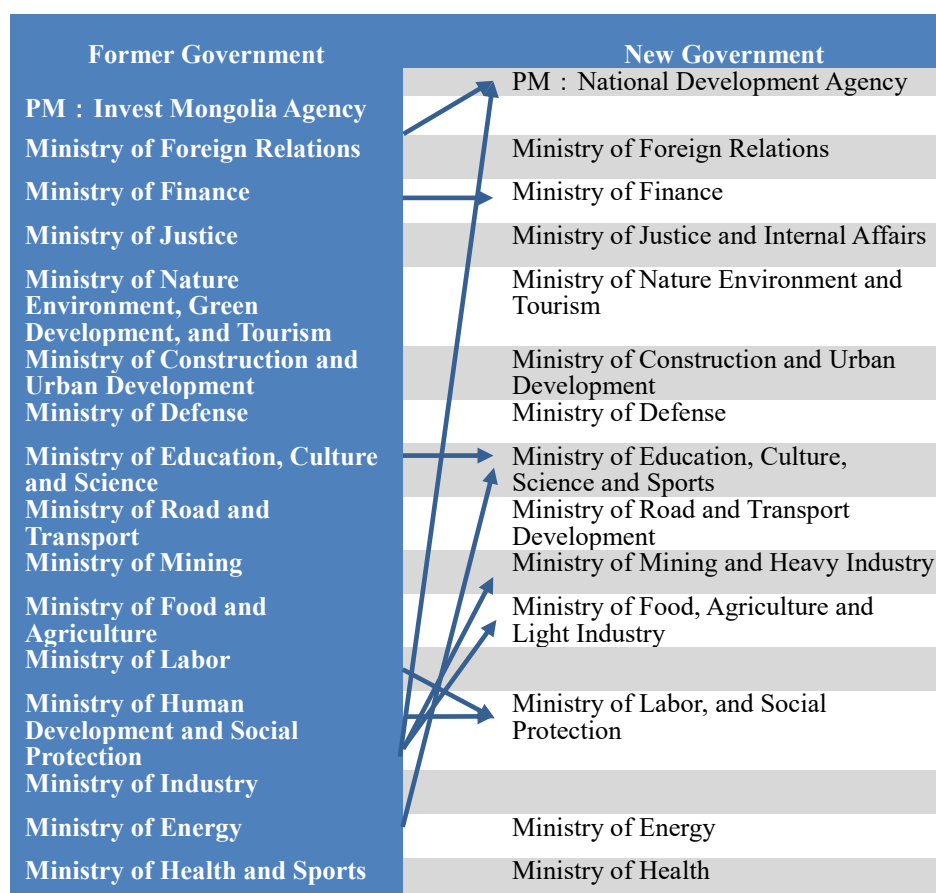 Former Government
New Government
PM：Invest Mongolia Agency
PM：National Development Agency
Ministry of Foreign Relations
Ministry of Foreign Relations
Ministry of Finance
Ministry of Finance
Ministry of Justice
Ministry of Justice and Internal Affairs
Ministry of Nature
Environment, Green
Development, and Tourism
Ministry of Nature Environment and
Tourism
Ministry of Construction and
Urban Development
Ministry of Construction and Urban
Development
Ministry of Defense
Ministry of Defense
Ministry of Education, Culture
and Science
Ministry of Education, Culture,
Science and Sports
Ministry of Road and
Transport
Ministry of Road and Transport
Development
Ministry of Mining
Ministry of Mining and Heavy Industry
Ministry of Food and
Agriculture
Ministry of Food, Agriculture and
Light Industry
Ministry of Labor
Ministry of Human
Development and Social
Protection
Ministry of Labor, and Social
Protection
Ministry of Industry
Ministry of Energy
Ministry of Energy
Ministry of Health and Sports
Ministry of Health